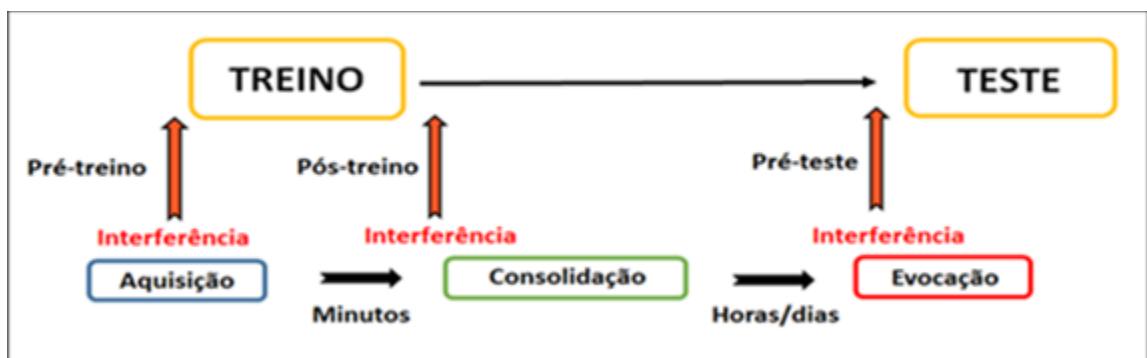 TREINO
TESTE
Pré-treino
Pós-treino
Pré-teste
Interferência
Interferência
Interferência
Aquisição
Consolidação
Evocação
Minutos
Horas/dias